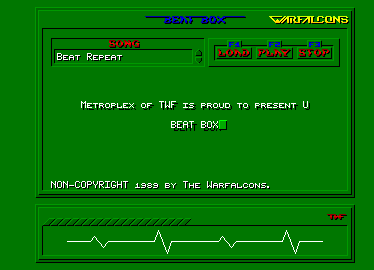 BEAT BOX
WARFALCONS
SONG
F1 F2 F3
BEAT REPEAT
LOAD PLAY STOP
METROPLEX OF TWF IS PROUD TO PRESENT U
BEAT BOX
NON-COPYRIGHT 1989 BY THE WARFALCONS.
TWF